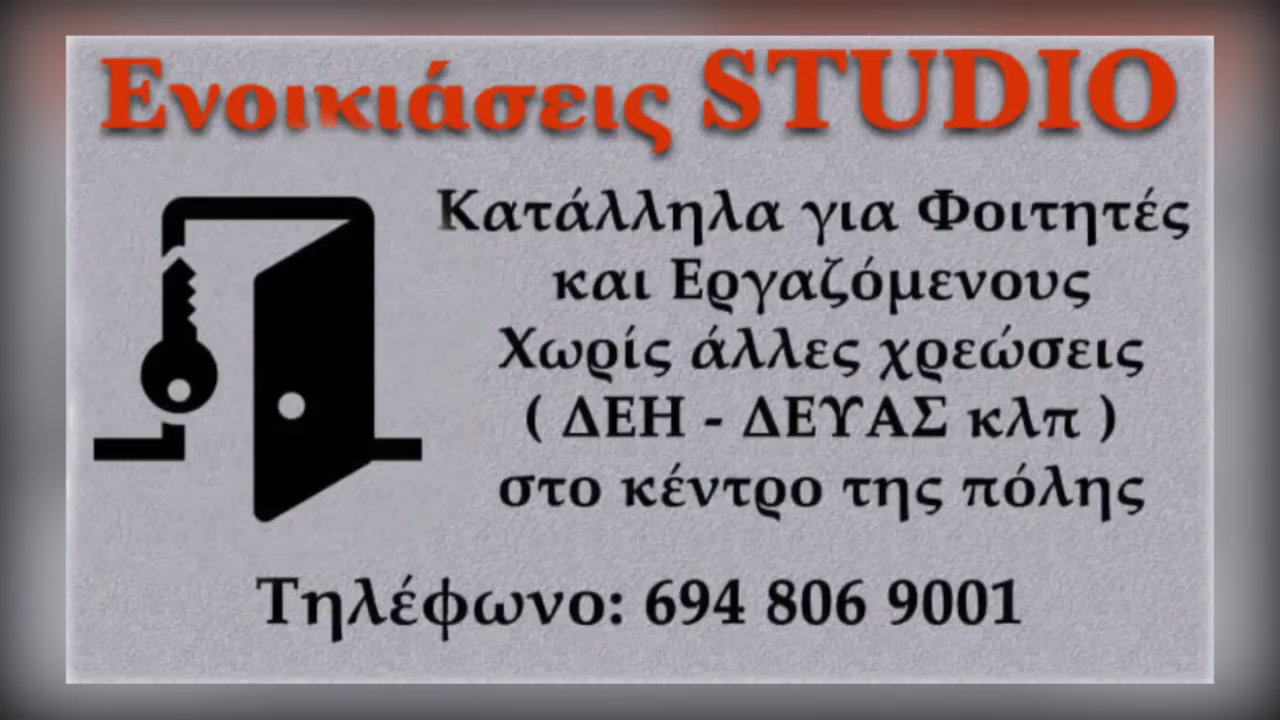 Ενοικιάσεις STUDIO
Κατάλληλα για Φοιτητές
και Εργαζόμενους
Χωρίς άλλες χρεώσεις
( ΔΕΗ - ΔΕΥΑΣ κλπ )
στο κέντρο της πόλης
Τηλέφωνο: 694 806 9001